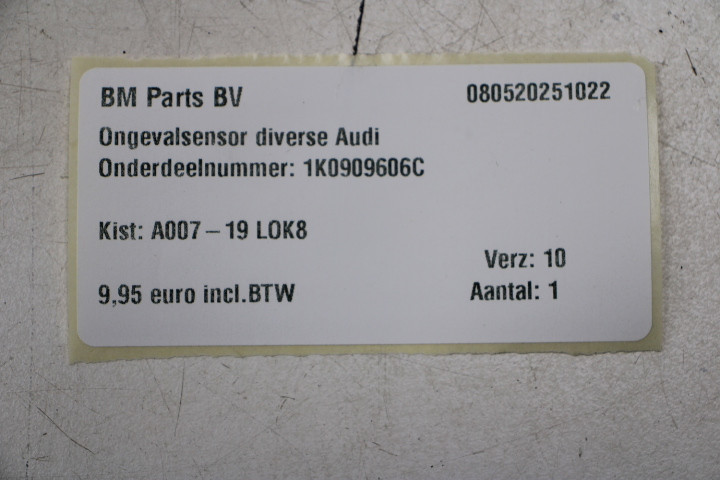 BM Parts BV 080520251022
Ongevalsensor diverse Audi
Onderdeelnummer: 1K0909606C
Kist: A007 – 19 LOK8
Verz: 10
9,95 euro incl.BTW Aantal: 1